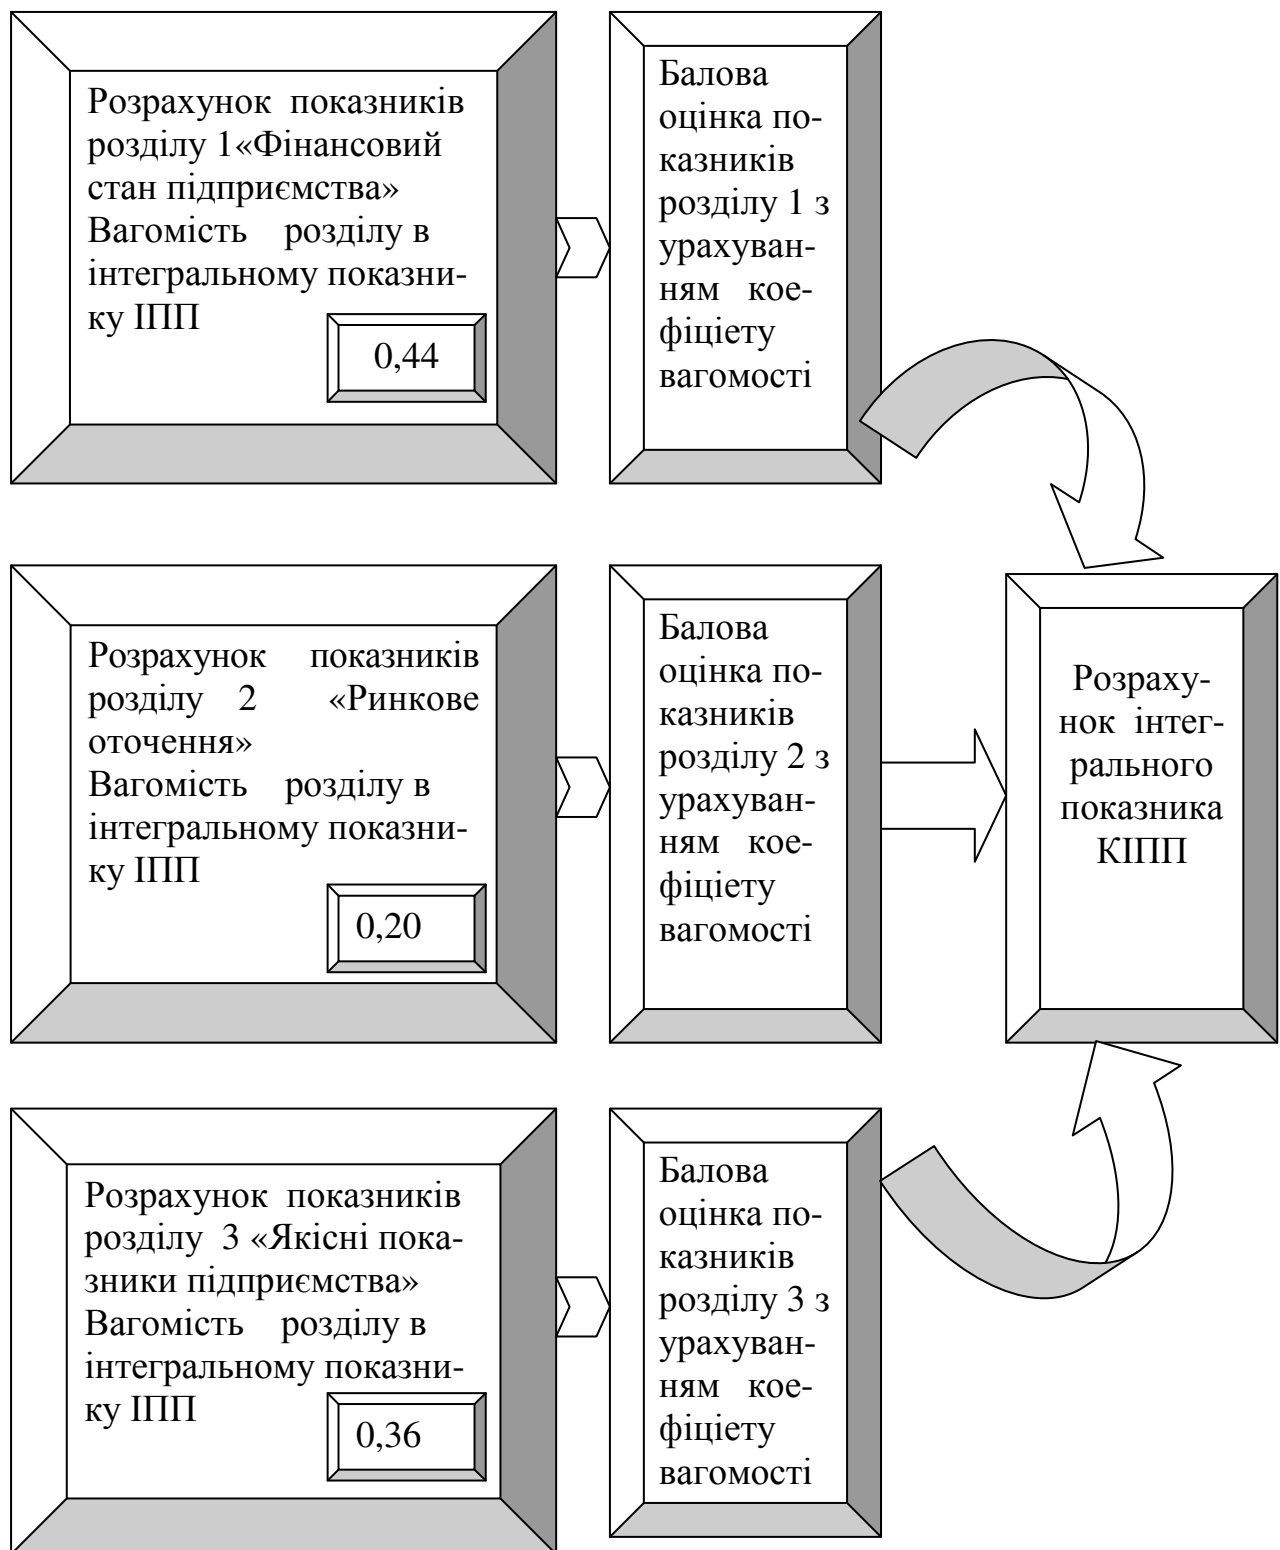 Розрахунок показників
розділу 1«Фінансовий
стан підприємства»
Вагомість розділу в
інтегральному показни-
ку ІПП
0,44
Балова
оцінка по-
казників
розділу 1 з
урахуван-
ням кое-
фіцієту
вагомості
Розрахунок показників
розділу 2 «Ринкове
оточення»
Вагомість розділу в
інтегральному показни-
ку ІПП
0,20
Балова
оцінка по-
казників
розділу 2 з
урахуван-
ням кое-
фіцієту
вагомості
Розраху-
нок інтег-
рального
показника
КІПП
Розрахунок показників
розділу 3 «Якісні пока-
зники підприємства»
Вагомість розділу в
інтегральному показни-
ку ІПП
0,36
Балова
оцінка по-
казників
розділу 3 з
урахуван-
ням кое-
фіцієту
вагомості